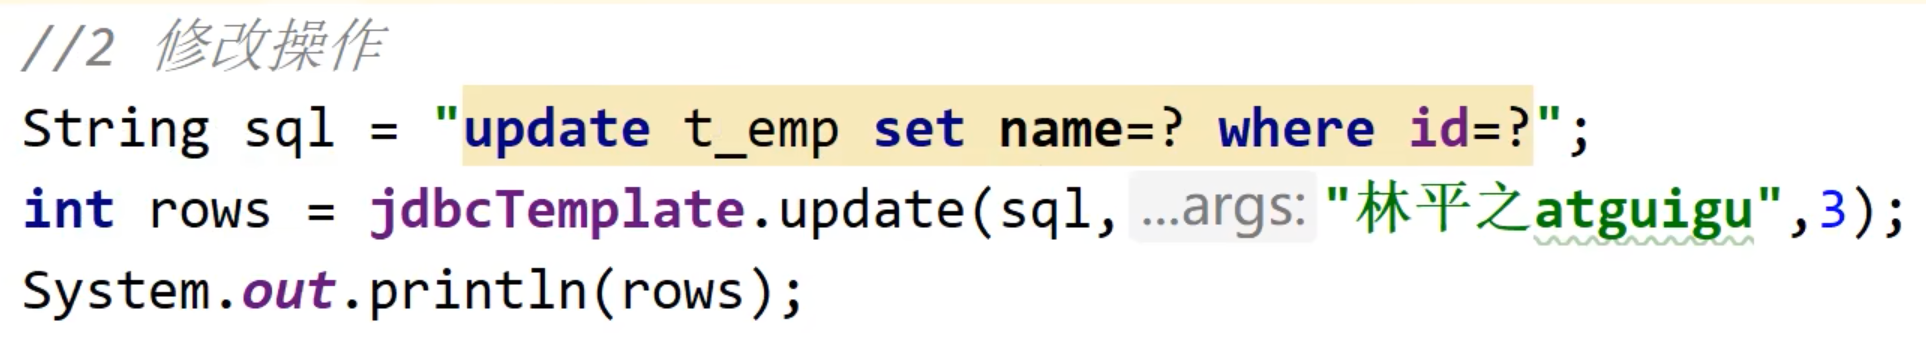 //2 修改操作
String sql = "update t_emp set name=? where id=?";
int rows = jdbcTemplate.update(sql, ...args: "林平之atguigu",3);
System.out.println(rows);